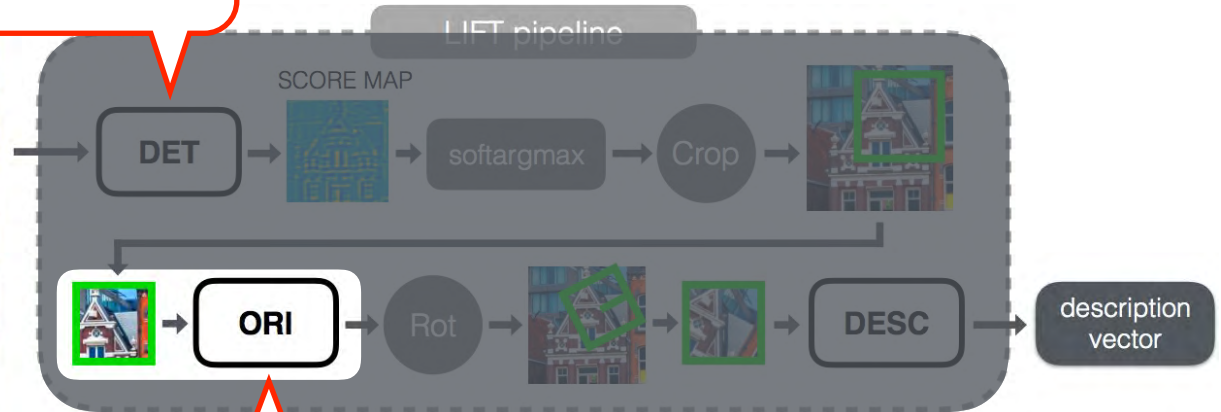 LIFT pipeline
SCORE MAP
DET
softargmax
Crop
ORI
Rot
DESC
description
vector